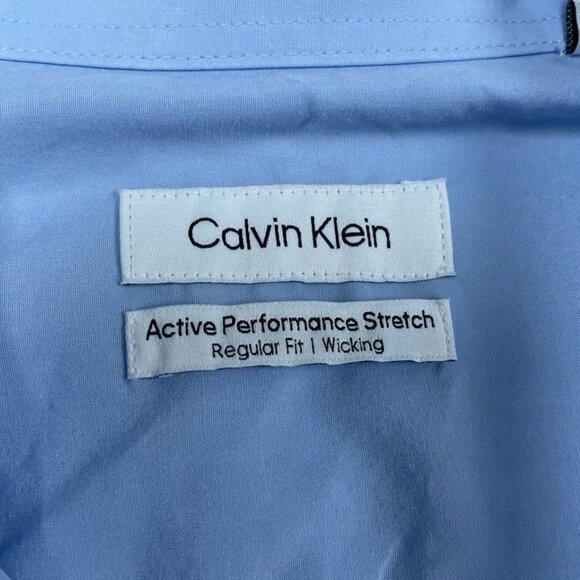 Calvin Klein
Active Performance Stretch
Regular Fit | Wicking